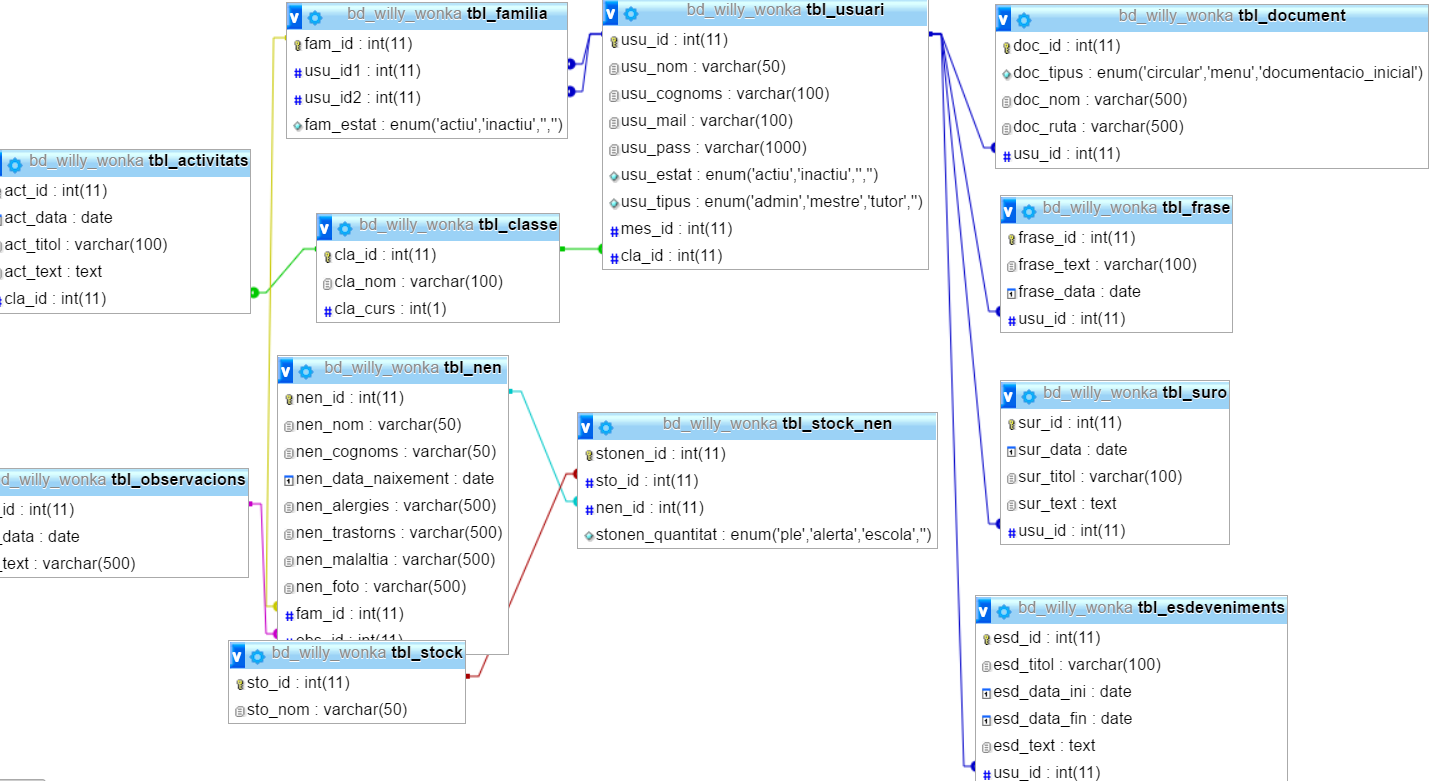 bd_willy_wonka tbl_familia
fam_id : int(11)
usu_id1 : int(11)
usu_id2 : int(11)
fam_estat : enum('actiu','inactiu','','')
bd_willy_wonka tbl_usuari
usu_id : int(11)
usu_nom : varchar(50)
usu_cognoms : varchar(100)
usu_mail : varchar(100)
usu_pass : varchar(1000)
usu_estat : enum('actiu','inactiu','','')
usu_tipus : enum('admin','mestre','tutor','')
mes_id : int(11)
cla_id : int(11)
bd_willy_wonka tbl_document
doc_id : int(11)
doc_tipus : enum('circular','menu','documentacio_inicial')
doc_nom : varchar(500)
doc_ruta : varchar(500)
usu_id : int(11)
bd_willy_wonka tbl_activitats
act_id : int(11)
act_data : date
act_titol : varchar(100)
act_text : text
cla_id : int(11)
bd_willy_wonka tbl_classe
cla_id : int(11)
cla_nom : varchar(100)
cla_curs : int(1)
bd_willy_wonka tbl_frase
frase_id : int(11)
frase_text : varchar(100)
frase_data : date
usu_id : int(11)
bd_willy_wonka tbl_nen
nen_id : int(11)
nen_nom : varchar(50)
nen_cognoms : varchar(50)
nen_data_naixement : date
nen_alergies : varchar(500)
nen_trastorns : varchar(500)
nen_malaltia : varchar(500)
nen_foto : varchar(500)
fam_id : int(11)
obs_id : int(11)
bd_willy_wonka tbl_stock_nen
stonen_id : int(11)
sto_id : int(11)
nen_id : int(11)
stonen_quantitat : enum('ple','alerta','escola','')
bd_willy_wonka tbl_suro
sur_id : int(11)
sur_data : date
sur_titol : varchar(100)
sur_text : text
usu_id : int(11)
d_willy_wonka tbl_observacions
_id : int(11)
_data : date
_text : varchar(500)
bd_willy_wonka tbl_stock
sto_id : int(11)
sto_nom : varchar(50)
bd_willy_wonka tbl_esdeveniments
esd_id : int(11)
esd_titol : varchar(100)
esd_data_ini : date
esd_data_fin : date
esd_text : text
usu_id : int(11)